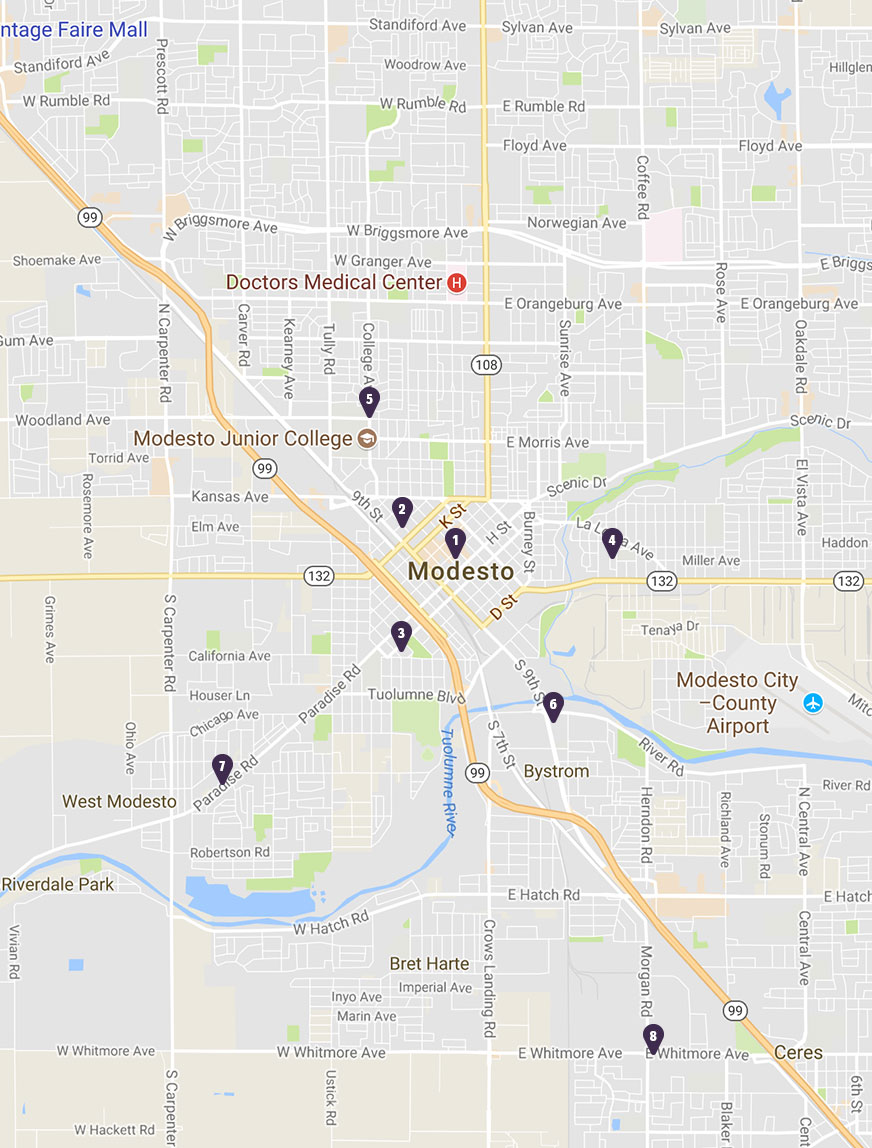 ntage Faire Mall
Standiford Ave
Sylvan Ave
Sylvan Ave
Standiford Ave
Prescott Rd
Woodrow Ave
Hillglen
W Rumble Rd
W Rumble Rd
E Rumble Rd
Floyd Ave
Floyd Ave
Coffee Rd
99
W Briggsmore Ave
W Briggsmore Ave
Norwegian Ave
Shoemake Ave
W Granger Ave
E Briggs
Doctors Medical Center
H
Rose Ave
E Orangeburg Ave
E Orangeburg Ave
N Carpenter Rd
Carver Rd
Kearney Ave
Tully Rd
College A
Sunrise Ave
Oakdale Rd
Gum Ave
108
5
Woodland Ave
Modesto Junior College
E Morris Ave
Scenic Dr
Torrid Ave
99
Rosemore Ave
Kansas Ave
9th St
Scenic Dr
El Vista Ave
2
K St
H St
Burney St
Elm Ave
1
La L
a Ave
4
Haddon
Miller Ave
Modesto
132
132
132
D St
Grimes Ave
S Carpenter Rd
3
Tenaya Dr
California Ave
S 9th St
Modesto City
–County
Airport
Houser Ln
Paradise Rd
Tuolumne Blvd
Chicago Ave
6
Ohio Ave
Tuolumne River
S 7th St
River Rd
7
Paradise Rd
99
Bystrom
River Rd
West Modesto
Herndon Rd
Richland Ave
Stonum Rd
N Central Ave
Robertson Rd
Riverdale Park
E Hatch Rd
E Hatch
W Hatch Rd
Vivian Rd
Crows Landing Rd
Morgan Rd
Central Ave
Bret Harte
Imperial Ave
Inyo Ave
Marin Ave
99
8
W Whitmore Ave
W Whitmore Ave
E Whitmore Ave
E Whitmore Ave
Ceres
S Carpenter
Ustick Rd
6th St
W Hackett Rd
Blaker
Cent